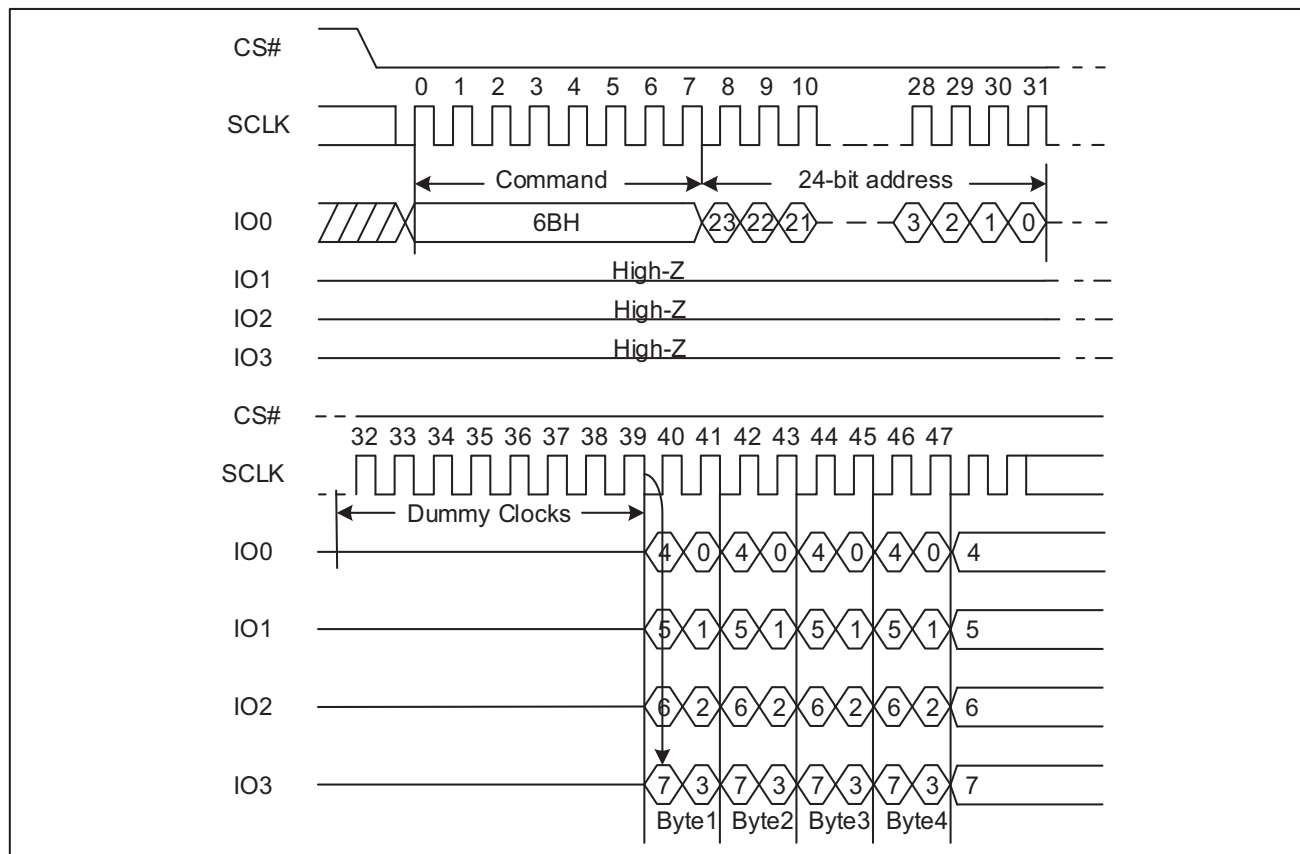 CS#
0 1 2 3 4 5 6 7 8 9 10 28 29 30 31
SCLK
Command 24-bit address
IO0 6BH 23 22 21 3 2 1 0
IO1 High-Z
IO2 High-Z
IO3 High-Z
CS#
32 33 34 35 36 37 38 39 40 41 42 43 44 45 46 47
SCLK
Dummy Clocks
IO0 4 0 4 0 4 0 4 0 4
IO1 5 1 5 1 5 1 5 1 5
IO2 6 2 6 2 6 2 6 2 6
IO3 7 3 7 3 7 3 7 3 7
Byte1 Byte2 Byte3 Byte4